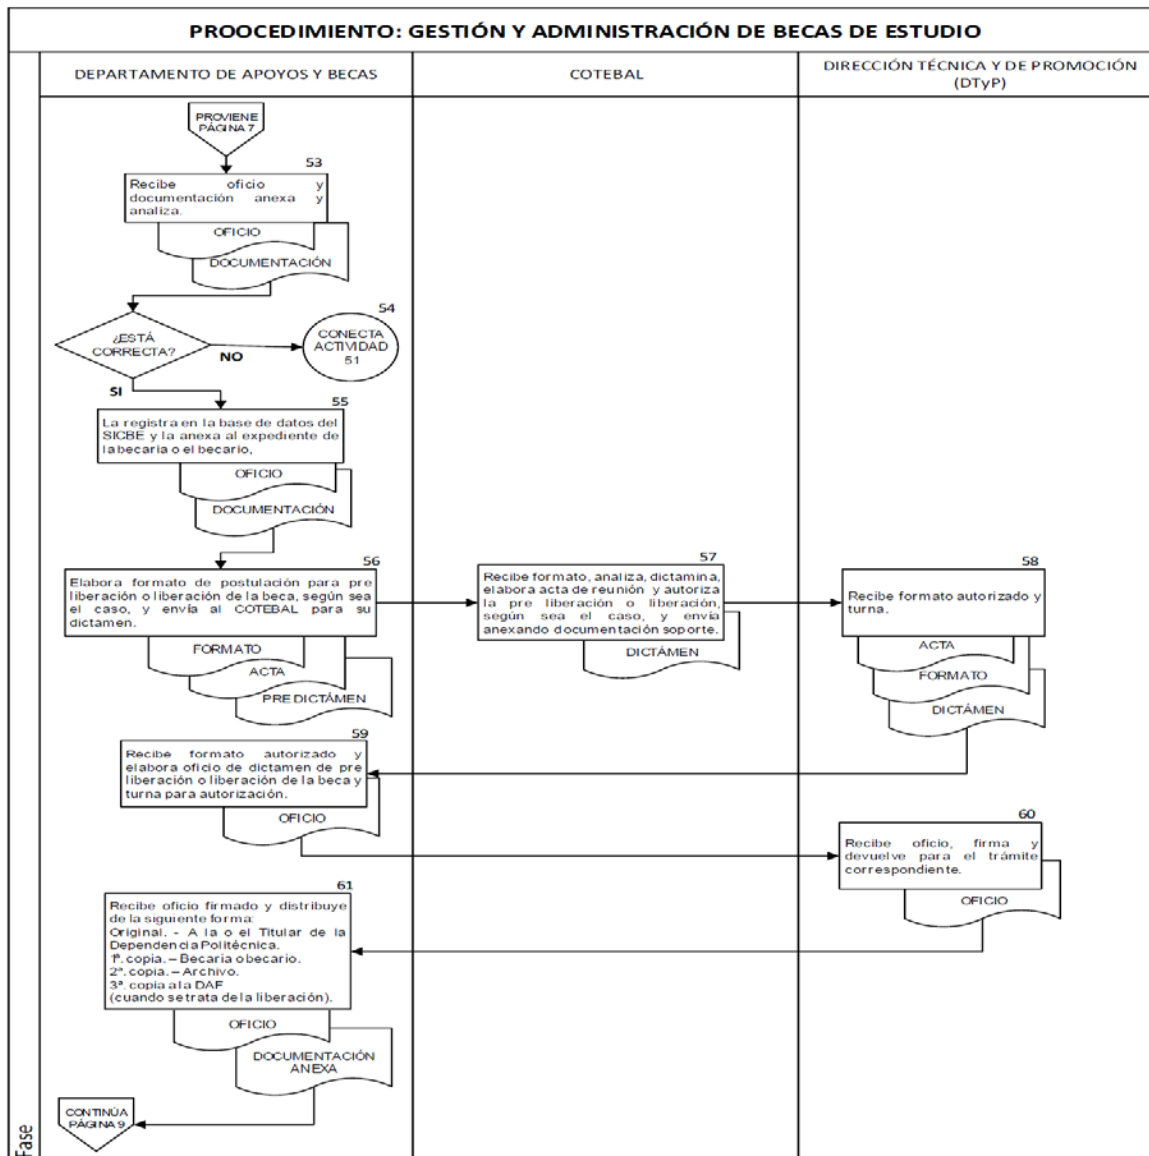 PROOCEDIMIENTO: GESTIÓN Y ADMINISTRACIÓN DE BECAS DE ESTUDIO
DEPARTAMENTO DE APOYOS Y BECAS
COTEBAL
DIRECCIÓN TÉCNICA Y DE PROMOCIÓN
(DTyP)
PROVIENE
PÁGINA 7
53
Recibe oficio y
documentación anexa y
analiza.
OFICIO
DOCUMENTACIÓN
¿ESTÁ
CORRECTA?
NO
54
CONECTA
ACTIVIDAD
51
SI
55
La registra en la base de datos del
SICBE y la anexa al expediente de
la becaria o el becario,
OFICIO
DOCUMENTACIÓN
56
Elabora formato de postulación para pre
liberación o liberación de la beca, según sea
el caso, y envía al COTEBAL para su
dictamen.
FORMATO
ACTA
PREDICTÁMEN
57
Recibe formato, analiza, dictamina,
elabora acta de reunión y autoriza
la pre liberación o liberación,
según sea el caso, y envía
anexando documentación soporte.
DICTÁMEN
58
Recibe formato autorizado y
turna.
ACTA
FORMATO
DICTÁMEN
59
Recibe formato autorizado y
elabora oficio de dictamen de pre
liberación o liberación de la beca y
turna para autorización.
OFICIO
60
Recibe oficio, firma y
devuelve para el trámite
correspondiente.
OFICIO
61
Recibe oficio firmado y distribuye
de la siguiente forma:
Original. - A la o el Titular de la
Dependencia Politécnica.
1ª. copia. – Becaria o becario.
2ª. copia. – Archivo.
3ª. copia a la DAF
(cuando se trata de la liberación).
OFICIO
DOCUMENTACIÓN
ANEXA
CONTINÚA
PÁGINA 9
Fase